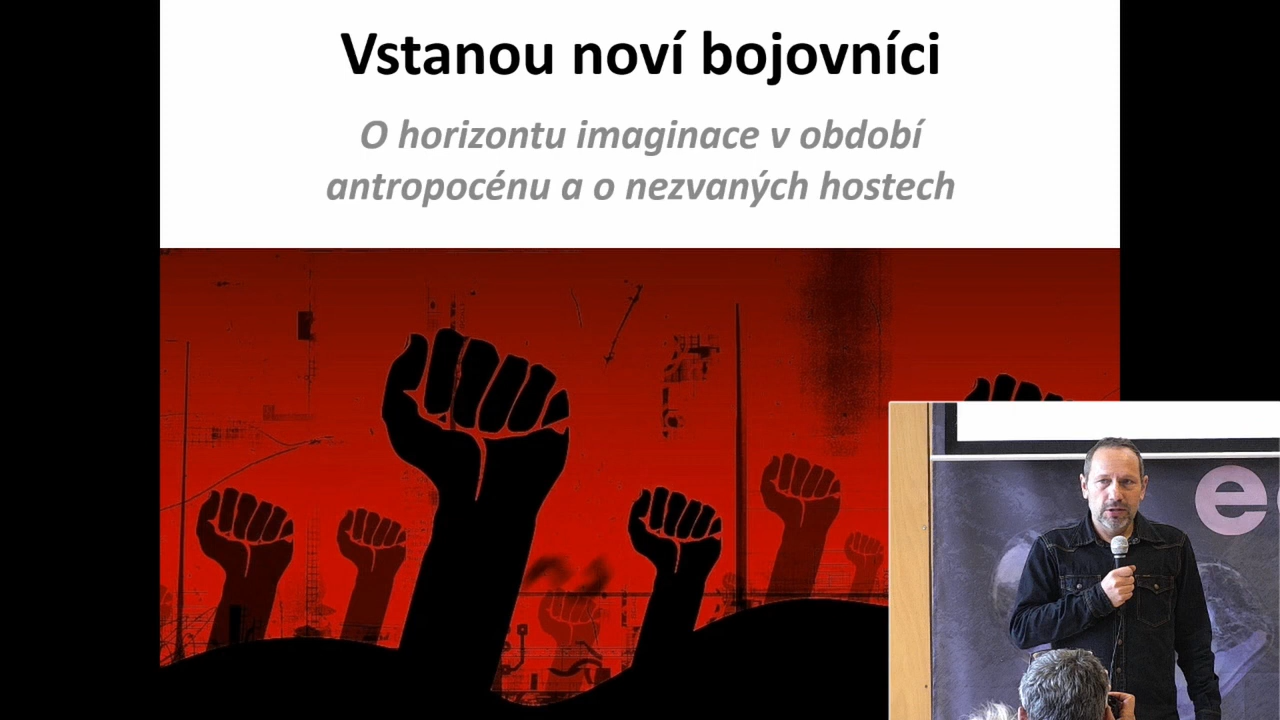 Vstanou noví bojovníci
O horizontu imaginace v období
antropocénu a o nezvaných hostech
e